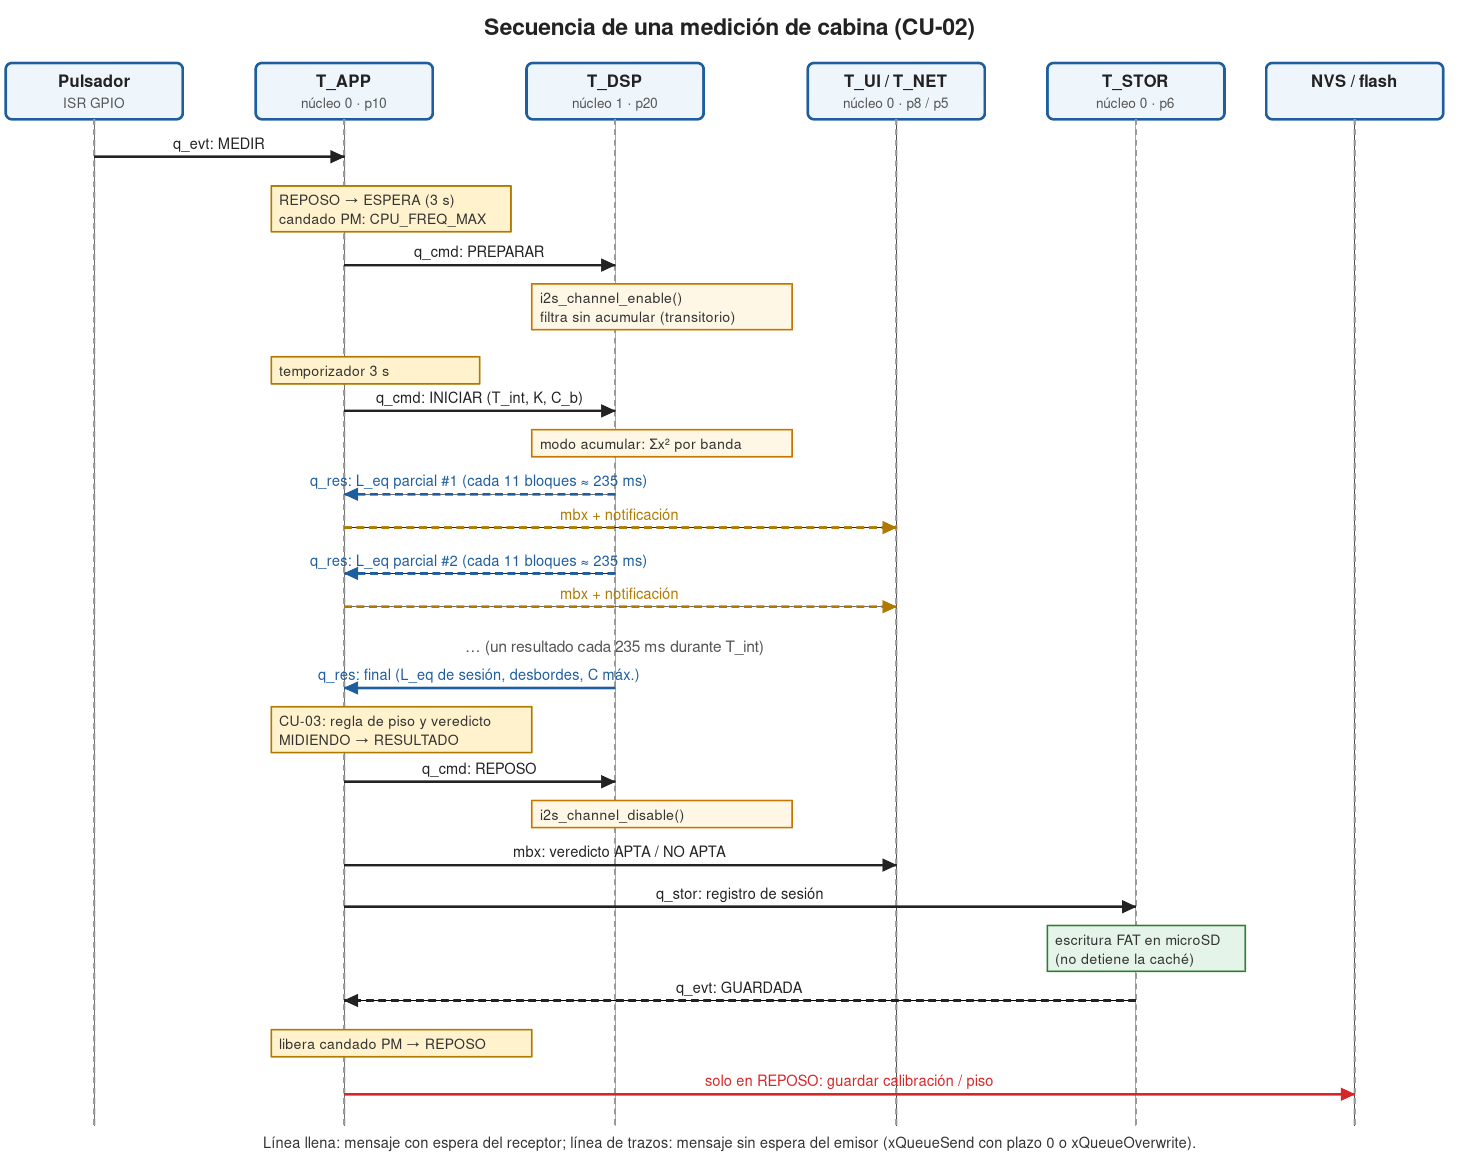 Secuencia de una medición de cabina (CU-02)
Pulsador
ISR GPIO
T_APP
núcleo 0 · p10
T_DSP
núcleo 1 · p20
T_UI / T_NET
núcleo 0 · p8 / p5
T_STOR
núcleo 0 · p6
NVS / flash
q_evt: MEDIR
REPOSO → ESPERA (3 s)
candado PM: CPU_FREQ_MAX
q_cmd: PREPARAR
i2s_channel_enable()
filtra sin acumular (transitorio)
temporizador 3 s
q_cmd: INICIAR (T_int, K, C_b)
modo acumular: Σx² por banda
q_res: L_eq parcial #1 (cada 11 bloques ≈ 235 ms)
mbx + notificación
q_res: L_eq parcial #2 (cada 11 bloques ≈ 235 ms)
mbx + notificación
… (un resultado cada 235 ms durante T_int)
q_res: final (L_eq de sesión, desbordes, C máx.)
CU-03: regla de piso y veredicto
MIDIENDO → RESULTADO
q_cmd: REPOSO
i2s_channel_disable()
mbx: veredicto APTA / NO APTA
q_stor: registro de sesión
escritura FAT en microSD
(no detiene la caché)
q_evt: GUARDADA
libera candado PM → REPOSO
solo en REPOSO: guardar calibración / piso
Línea llena: mensaje con espera del receptor; línea de trazos: mensaje sin espera del emisor (xQueueSend con plazo 0 o xQueueOverwrite).